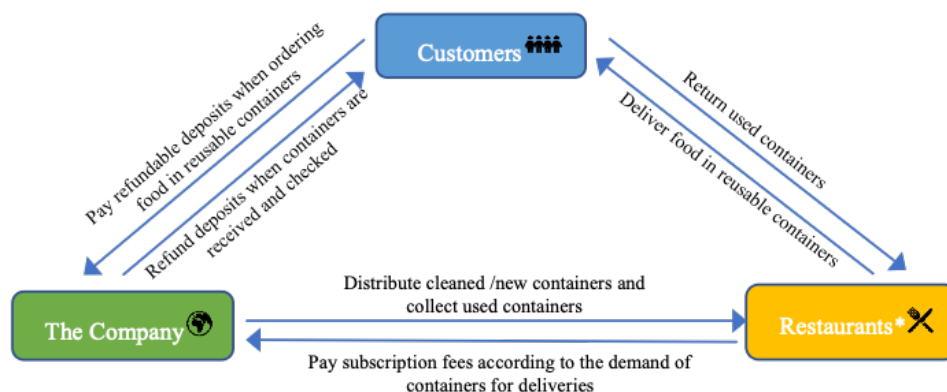 Customers
Pay refundable deposits when ordering
food in reusable containers
Refund deposits when containers are
received and checked
Return used containers
Deliver food in reusable containers
The Company
Distribute cleaned /new containers and
collect used containers
Restaurants*
Pay subscription fees according to the demand of
containers for deliveries